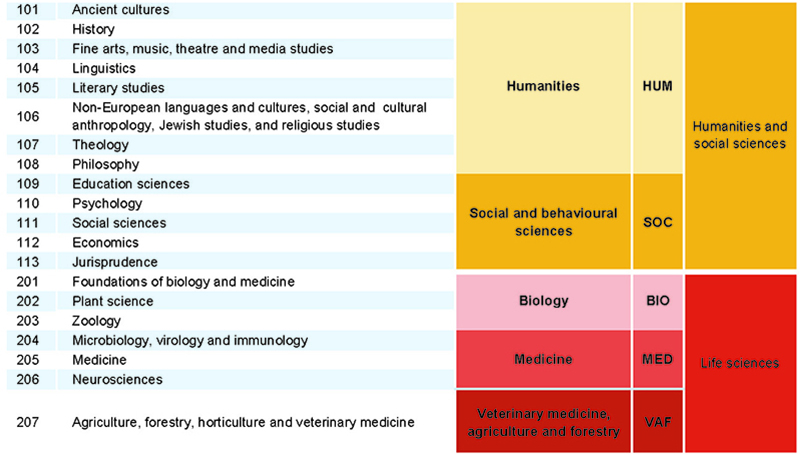 101 Ancient cultures
102 History
103 Fine arts, music, theatre and media studies
104 Linguistics
105 Literary studies
106 Non-European languages and cultures, social and cultural
anthropology, Jewish studies, and religious studies
107 Theology
108 Philosophy
Humanities HUM
109 Education sciences
110 Psychology
111 Social sciences
112 Economics
113 Jurisprudence
Social and behavioural
sciences
SOC
Humanities and
social sciences
201 Foundations of biology and medicine
202 Plant science
203 Zoology
Biology BIO
204 Microbiology, virology and immunology
205 Medicine
206 Neurosciences
Medicine MED
207 Agriculture, forestry, horticulture and veterinary medicine
Veterinary medicine,
agriculture and forestry
VAF
Life sciences